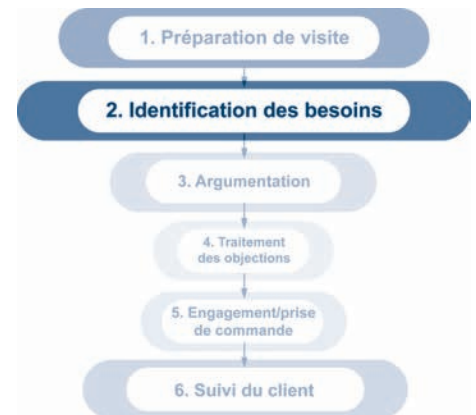 1. Préparation de visite
2. Identification des besoins
3. Argumentation
4. Traitement
des objections
5. Engagement/prise
de commande
6. Suivi du client